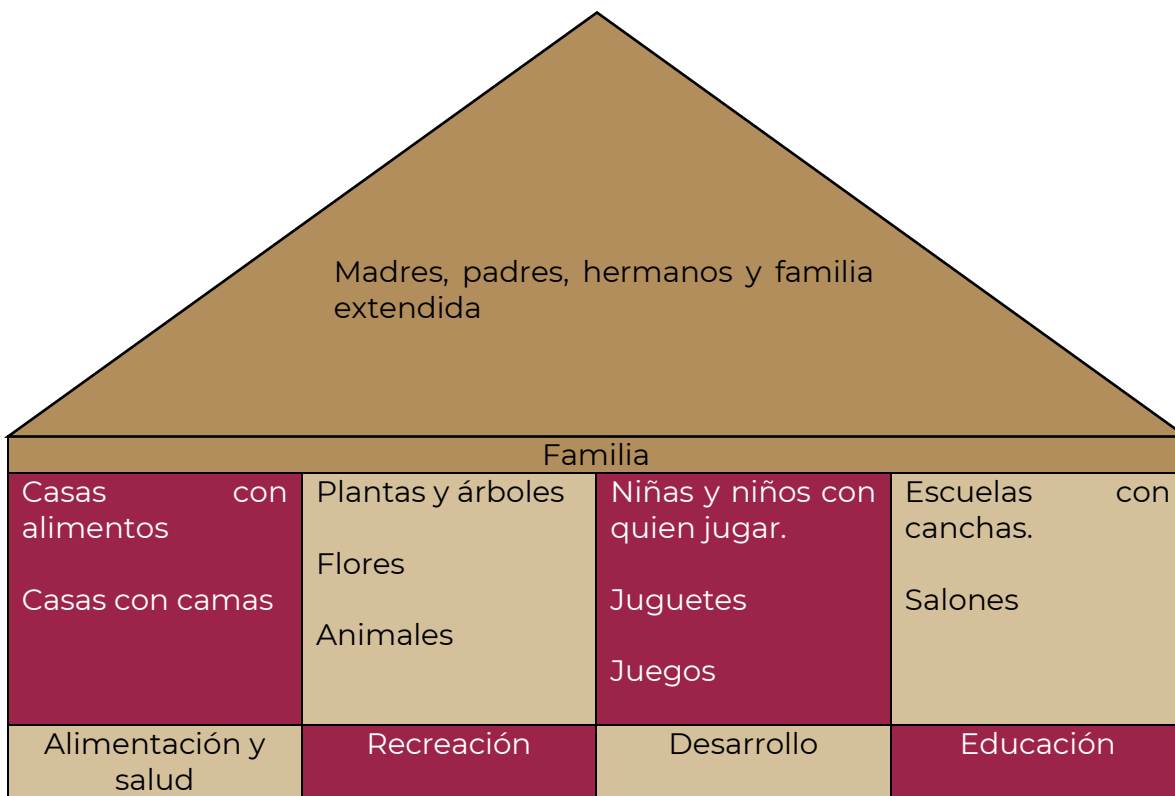 Madres, padres, hermanos y familia
extendida
Familia
Casas con
alimentos
Casas con camas
Plantas y árboles
Flores
Animales
Niñas y niños con
quien jugar.
Juguetes
Juegos
Escuelas con
canchas.
Salones
Alimentación y
salud
Recreación
Desarrollo
Educación